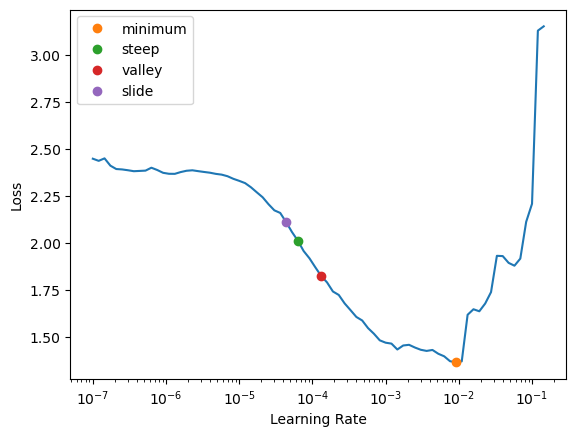 minimum
steep
valley
slide
3.00
2.75
2.50
2.25
2.00
1.75
1.50
Loss
10⁻⁷ 10⁻⁶ 10⁻⁵ 10⁻⁴ 10⁻³ 10⁻² 10⁻¹
Learning Rate